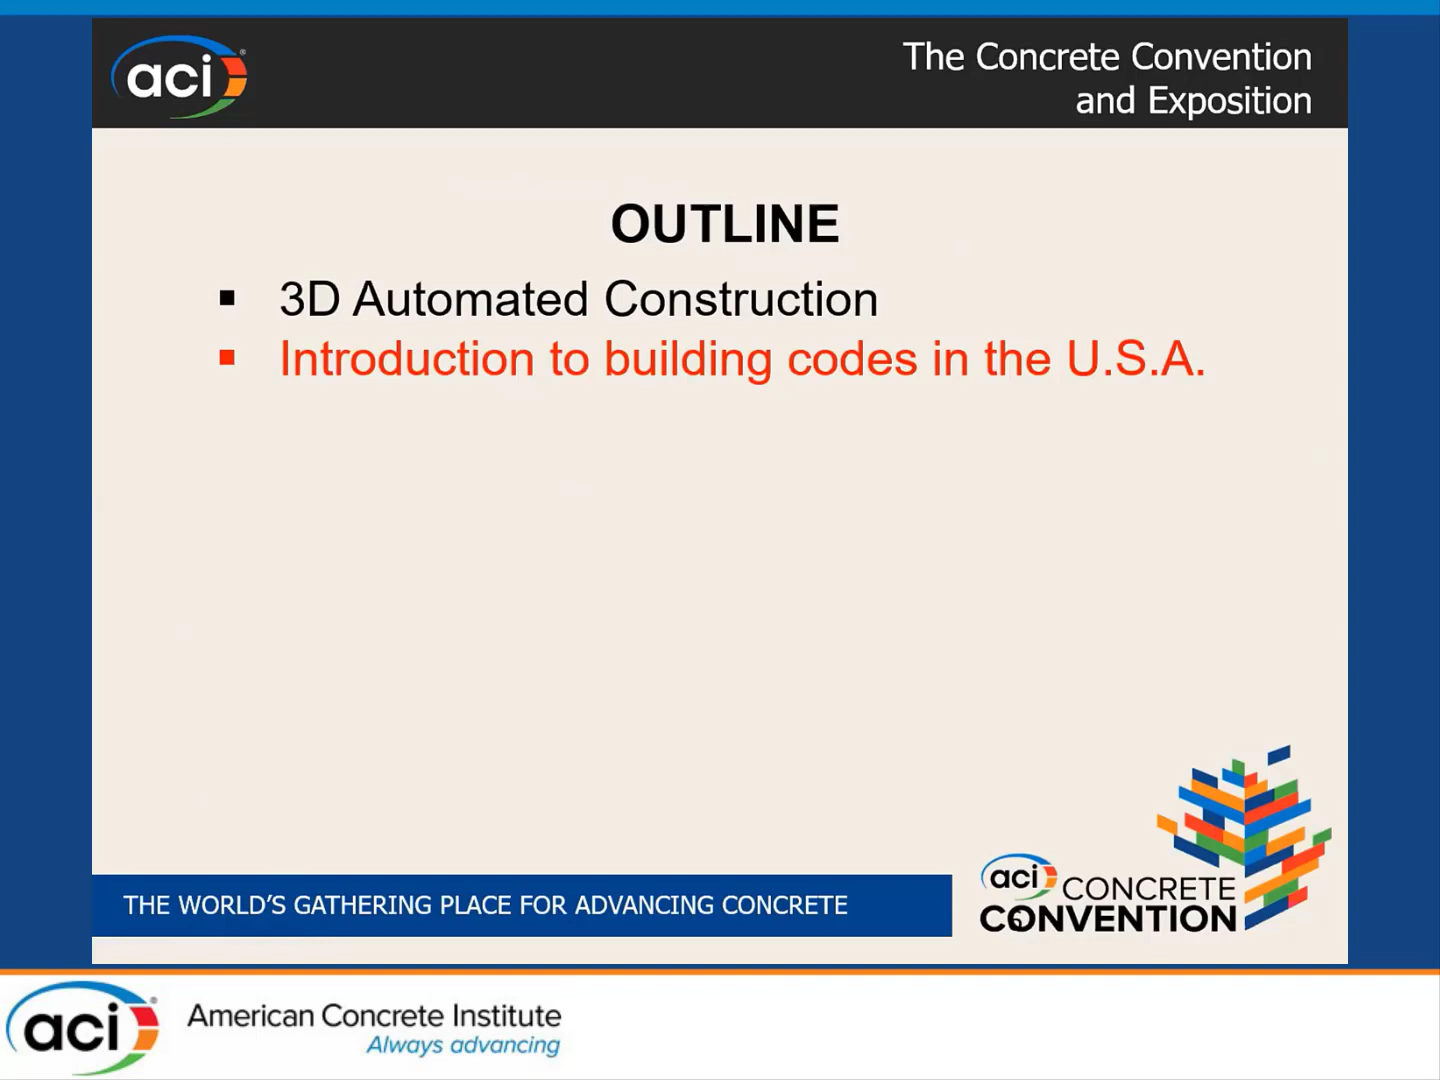 aci
The Concrete Convention
and Exposition
OUTLINE
▪ 3D Automated Construction
▪ Introduction to building codes in the U.S.A.
THE WORLD'S GATHERING PLACE FOR ADVANCING CONCRETE
aci CONCRETE
CONVENTION
aci
American Concrete Institute
Always advancing